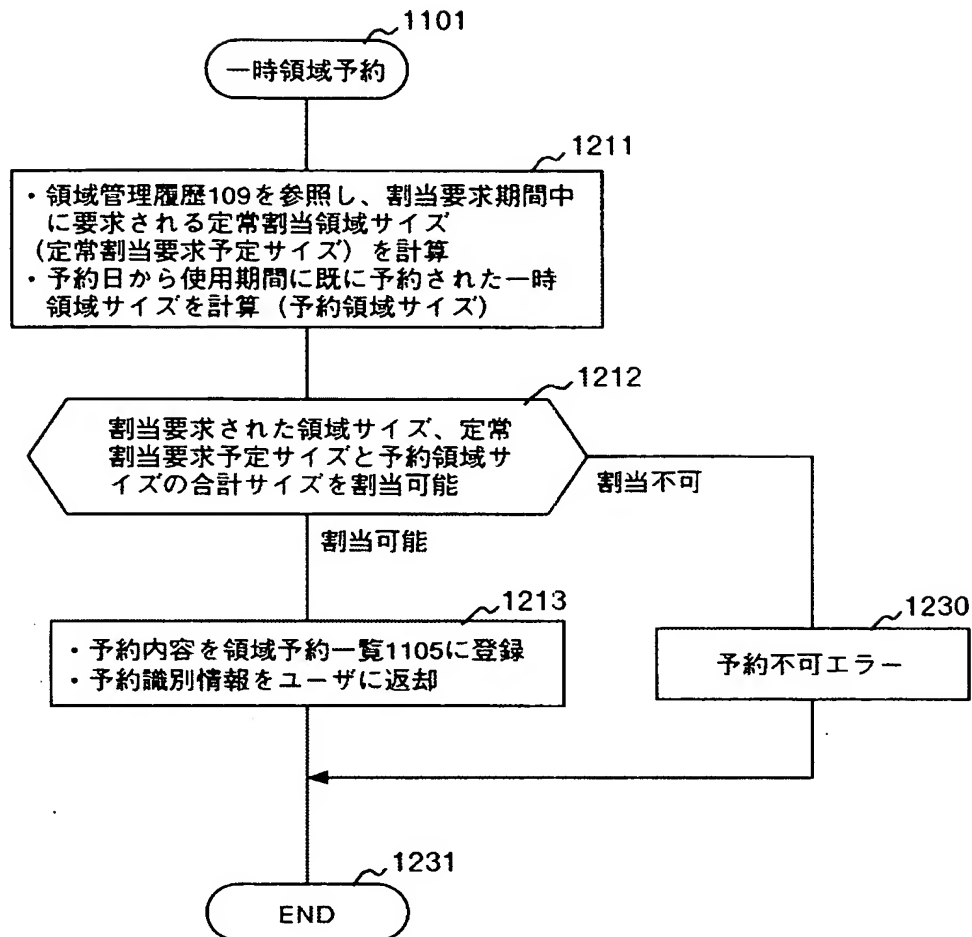 1101
一時領域予約
1211
・領域管理履歴109を参照し、割当要求期間中
に要求される定常割当領域サイズ
（定常割当要求予定サイズ）を計算
・予約日から使用期間に既に予約された一時
領域サイズを計算（予約領域サイズ）
1212
割当要求された領域サイズ、定常
割当要求予定サイズと予約領域サ
イズの合計サイズを割当可能
割当不可
割当可能
1213
・予約内容を領域予約一覧1105に登録
・予約識別情報をユーザに返却
1230
予約不可エラー
1231
END